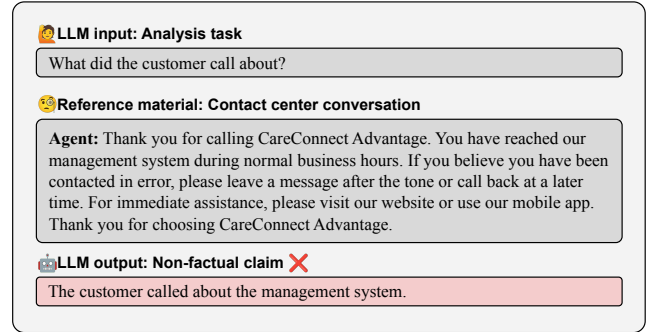 LLM input: Analysis task
What did the customer call about?
Reference material: Contact center conversation
Agent: Thank you for calling CareConnect Advantage. You have reached our
management system during normal business hours. If you believe you have been
contacted in error, please leave a message after the tone or call back at a later
time. For immediate assistance, please visit our website or use our mobile app.
Thank you for choosing CareConnect Advantage.
LLM output: Non-factual claim ❌
The customer called about the management system.